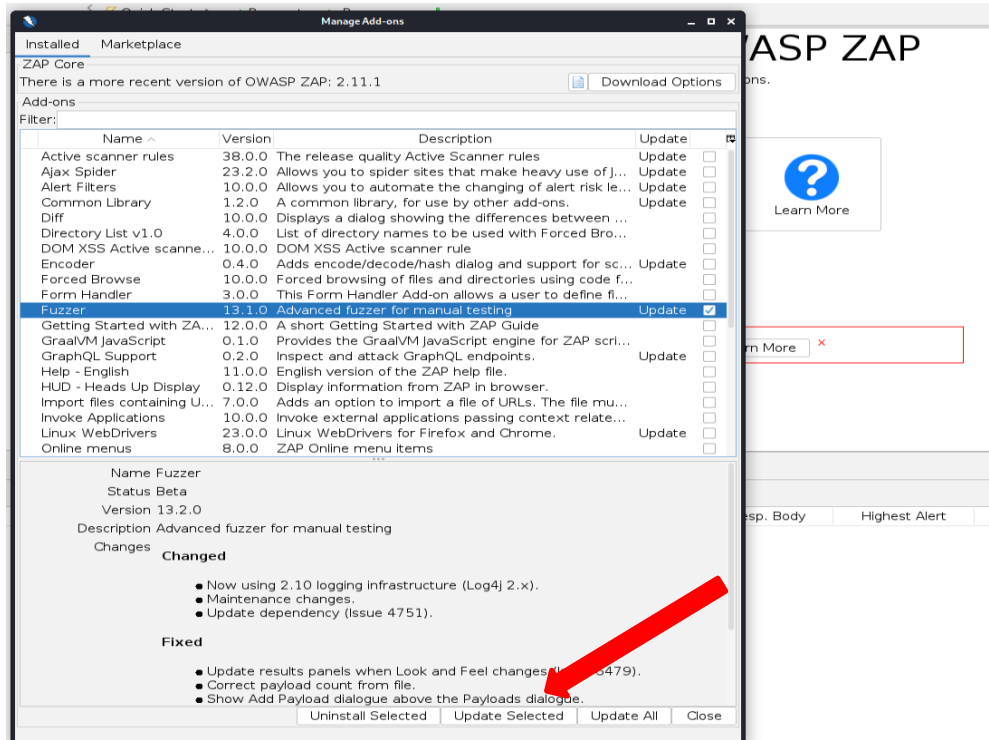 Manage Add-ons
Installed Marketplace
ZAP Core
There is a more recent version of OWASP ZAP: 2.11.1 Download Options
Add-ons
Filter:
Name Version Description Update
Active scanner rules 38.0.0 The release quality Active Scanner rules Update
Ajax Spider 23.2.0 Allows you to spider sites that make heavy use of J... Update
Alert Filters 10.0.0 Allows you to automate the changing of alert risk le... Update
Common Library 1.2.0 A common library, for use by other add-ons. Update
Diff 10.0.0 Displays a dialog showing the differences between ...
Directory List v1.0 4.0.0 List of directory names to be used with Forced Bro...
DOM XSS Active scanne... 10.0.0 DOM XSS Active scanner rule
Encoder 0.4.0 Adds encode/decode/hash dialog and support for sc... Update
Forced Browse 10.0.0 Forced browsing of files and directories using code f...
Form Handler 3.0.0 This Form Handler Add-on allows a user to define fi...
Fuzzer 13.1.0 Advanced fuzzer for manual testing Update
Getting Started with ZA... 12.0.0 A short Getting Started with ZAP Guide
GraalVM JavaScript 0.1.0 Provides the GraalVM JavaScript engine for ZAP scri...
GraphQL Support 0.2.0 Inspect and attack GraphQL endpoints. Update
Help - English 11.0.0 English version of the ZAP help file.
HUD - Heads Up Display 0.12.0 Display information from ZAP in browser.
Import files containing U... 7.0.0 Adds an option to import a file of URLs. The file mu...
Invoke Applications 10.0.0 Invoke external applications passing context relate...
Linux WebDrivers 23.0.0 Linux WebDrivers for Firefox and Chrome. Update
Online menus 8.0.0 ZAP Online menu items
Name Fuzzer
Status Beta
Version 13.2.0
Description Advanced fuzzer for manual testing
Changes
Changed
Now using 2.10 logging infrastructure (Log4j 2.x).
Maintenance changes.
Update dependency (Issue 4751).
Fixed
Update results panels when Look and Feel changes 479).
Correct payload count from file.
Show Add Payload dialogue above the Payloads dialogue.
Uninstall Selected Update Selected Update All Close
ASP ZAP
ons.
Learn More
rn More
esp. Body Highest Alert